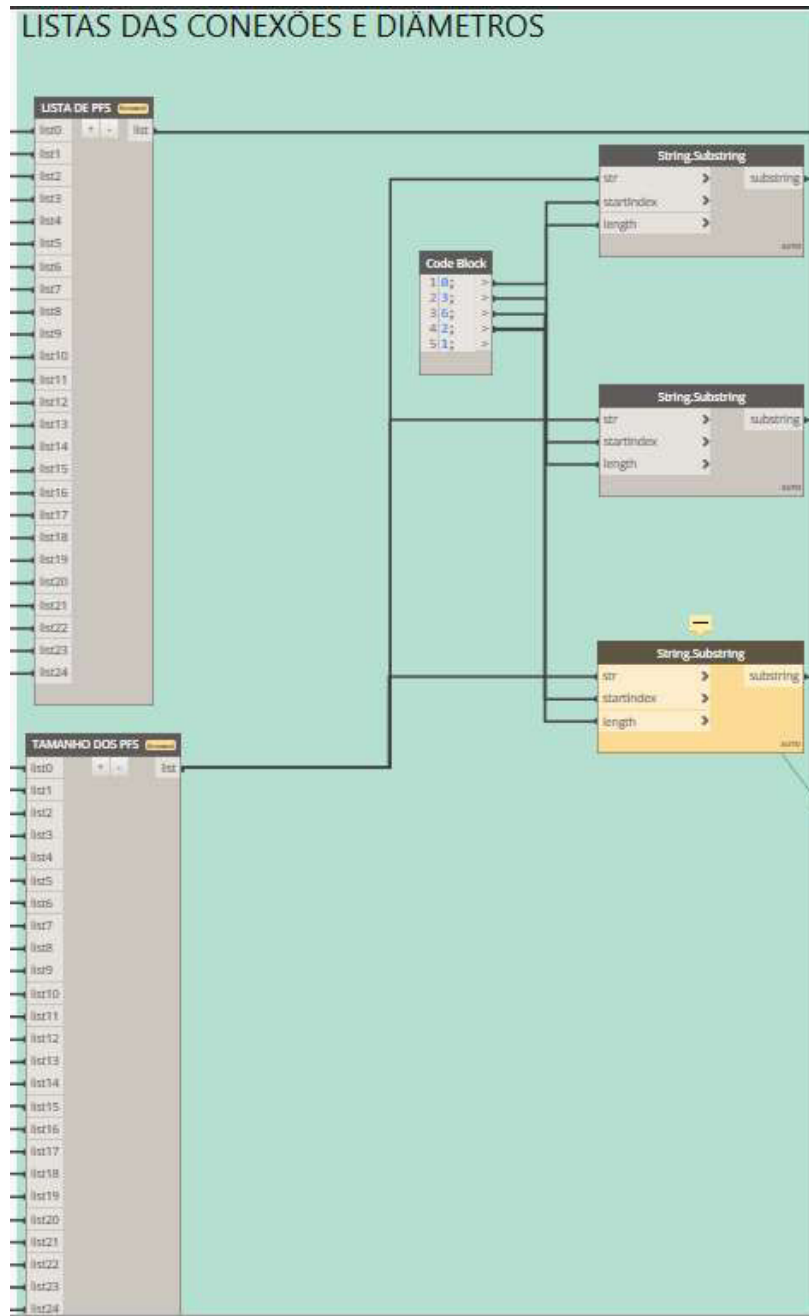 LISTAS DAS CONEXÕES E DIÂMETROS
LISTA DE PFS
list0 + - list
list1
list2
list3
list4
list5
list6
list7
list8
list9
list10
list11
list12
list13
list14
list15
list16
list17
list18
list19
list20
list21
list22
list23
list24
String.Substring
str > substring
startIndex >
length >
AUTO
Code Block
1 0; >
2 3; >
3 6; >
4 2; >
5 1; >
String.Substring
str > substring
startIndex >
length >
AUTO
String.Substring
str > substring
startIndex >
length >
AUTO
TAMANHO DOS PFS
list0 + - list
list1
list2
list3
list4
list5
list6
list7
list8
list9
list10
list11
list12
list13
list14
list15
list16
list17
list18
list19
list20
list21
list22
list23
list24